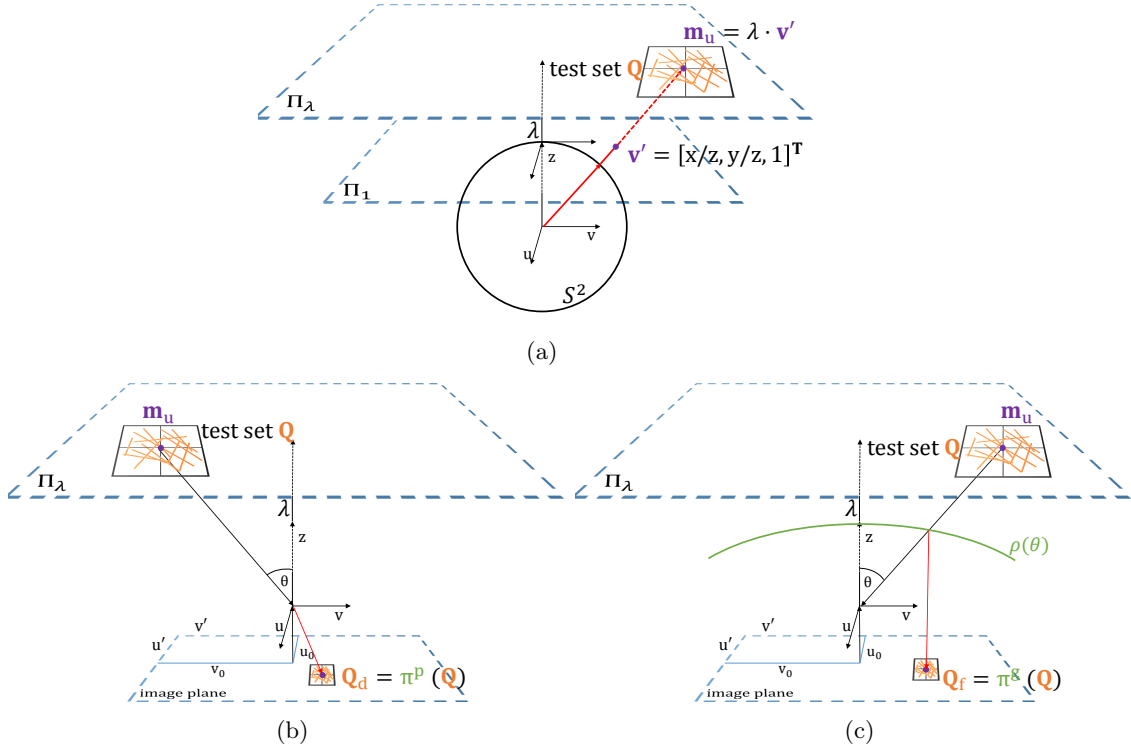 m_u = λ · v′
test set Q
Π_λ
λ
v′ = [x/z, y/z, 1]^T
z
Π_1
v
u
S²
(a)
m_u
test set Q
Π_λ
λ
z
θ
v
u
v′
u′
u_0
v_0
Q_d = π^p (Q)
image plane
(b)
m_u
test set Q
Π_λ
λ
z
ρ(θ)
θ
v
u
v′
u′
u_0
v_0
Q_f = π^g (Q)
image plane
(c)